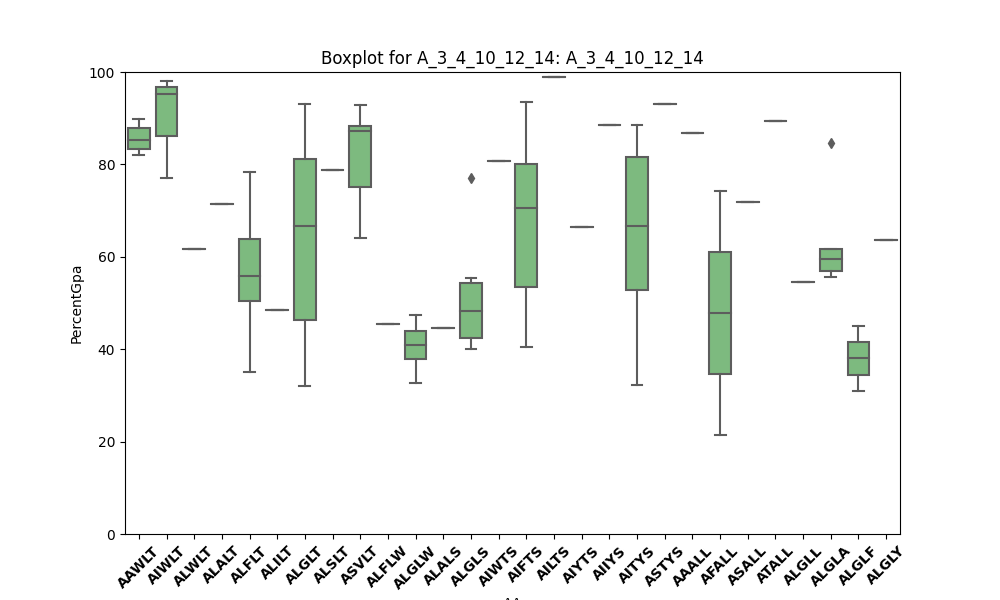 Boxplot for A_3_4_10_12_14: A_3_4_10_12_14
100
80
60
40
20
0
PercentGpa
AAWLT
AIWLT
ALWLT
ALALT
ALFLT
ALILT
ALGLT
ALSLT
ASVLT
ALFLW
ALGLW
ALALS
ALGLS
AIWTS
AIFTS
AILTS
AIYTS
AIIYS
AITYS
ASTYS
AAALL
AFALL
ASALL
ATALL
ALGLL
ALGLA
ALGLF
ALGLY